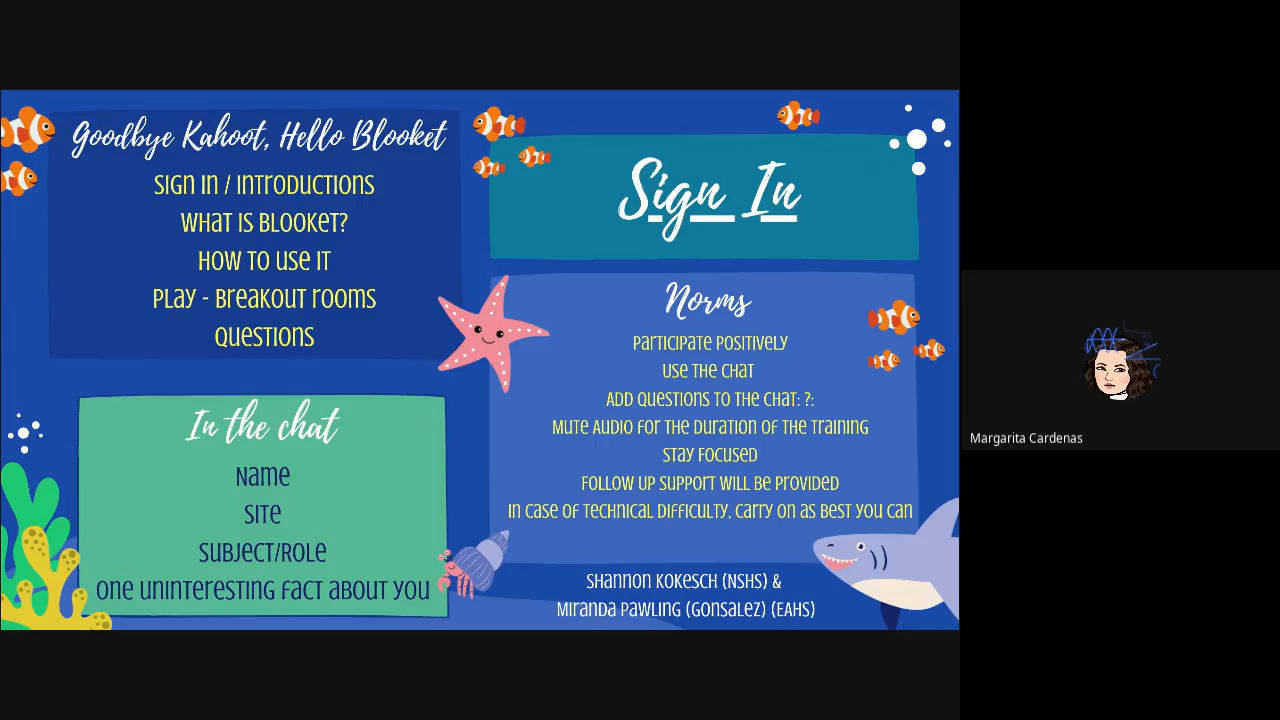 Goodbye Kahoot, Hello Blooket
Sign In / Introductions
What is Blooket?
How to use it
Play - Breakout rooms
Questions
In the chat
Name
Site
Subject/Role
One uninteresting fact about you
Sign In
Norms
Participate positively
Use the chat
Add questions to the chat: ?:
Mute audio for the duration of the training
Stay focused
Follow up support will be provided
In case of technical difficulty, carry on as best you can
Shannon Kokesch (NSHS) &
Miranda Pawling (Gonsalez) (EAHS)
Margarita Cardenas